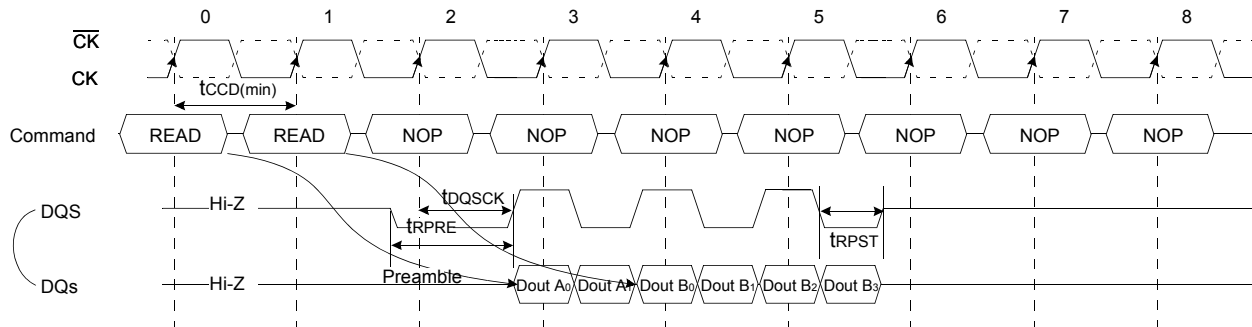 0 1 2 3 4 5 6 7 8
CK
CK
tCCD(min)
Command READ READ NOP NOP NOP NOP NOP NOP NOP
tDQSCK
DQS Hi-Z
tRPRE
tRPST
Preamble
DQs Hi-Z Dout A0 Dout A1 Dout B0 Dout B1 Dout B2 Dout B3